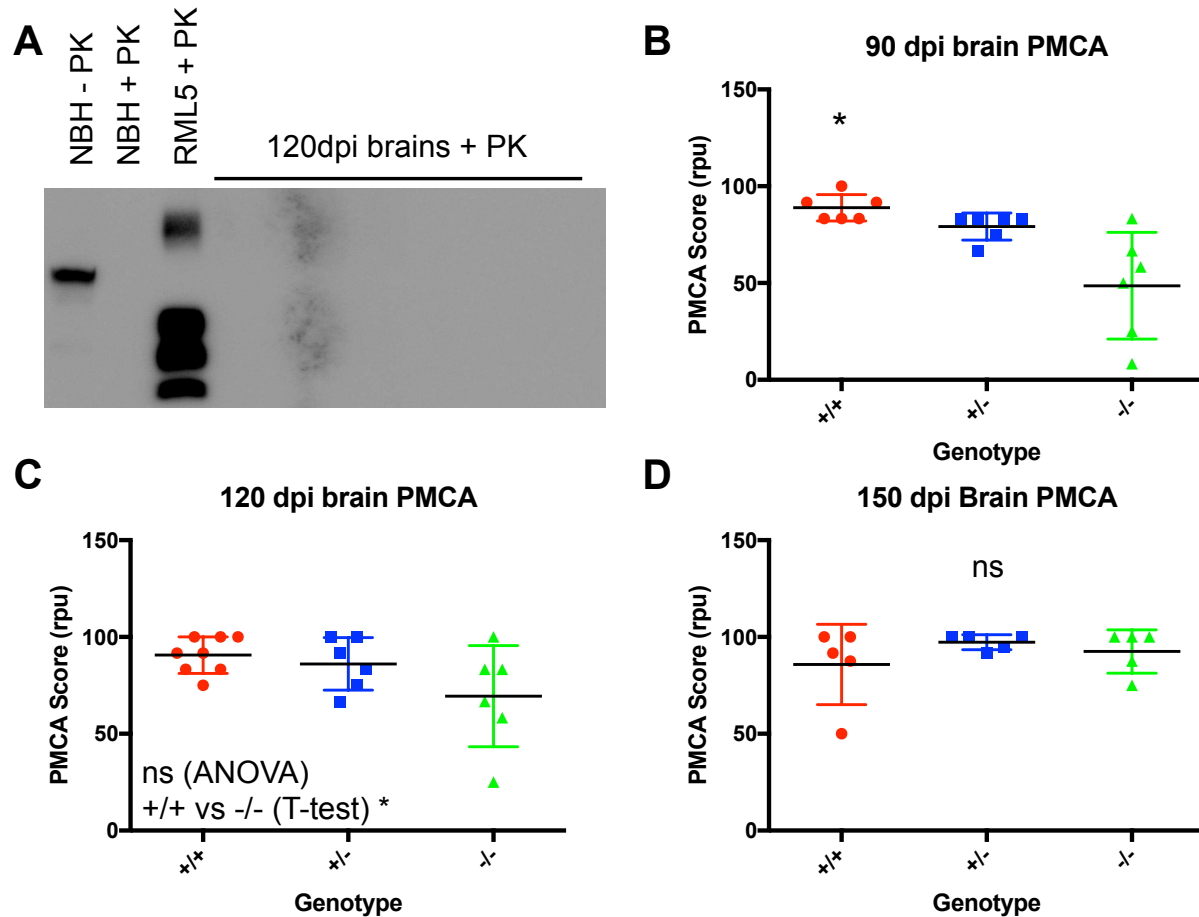 A
NBH - PK
NBH + PK
RML5 + PK
120dpi brains + PK
B
90 dpi brain PMCA
*
PMCA Score (rpu)
150
100
50
0
+/+
+/-
-/-
Genotype
C
120 dpi brain PMCA
PMCA Score (rpu)
150
100
50
0
ns (ANOVA)
+/+ vs -/- (T-test) *
+/+
+/-
-/-
Genotype
D
150 dpi Brain PMCA
ns
PMCA Score (rpu)
150
100
50
0
+/+
+/-
-/-
Genotype